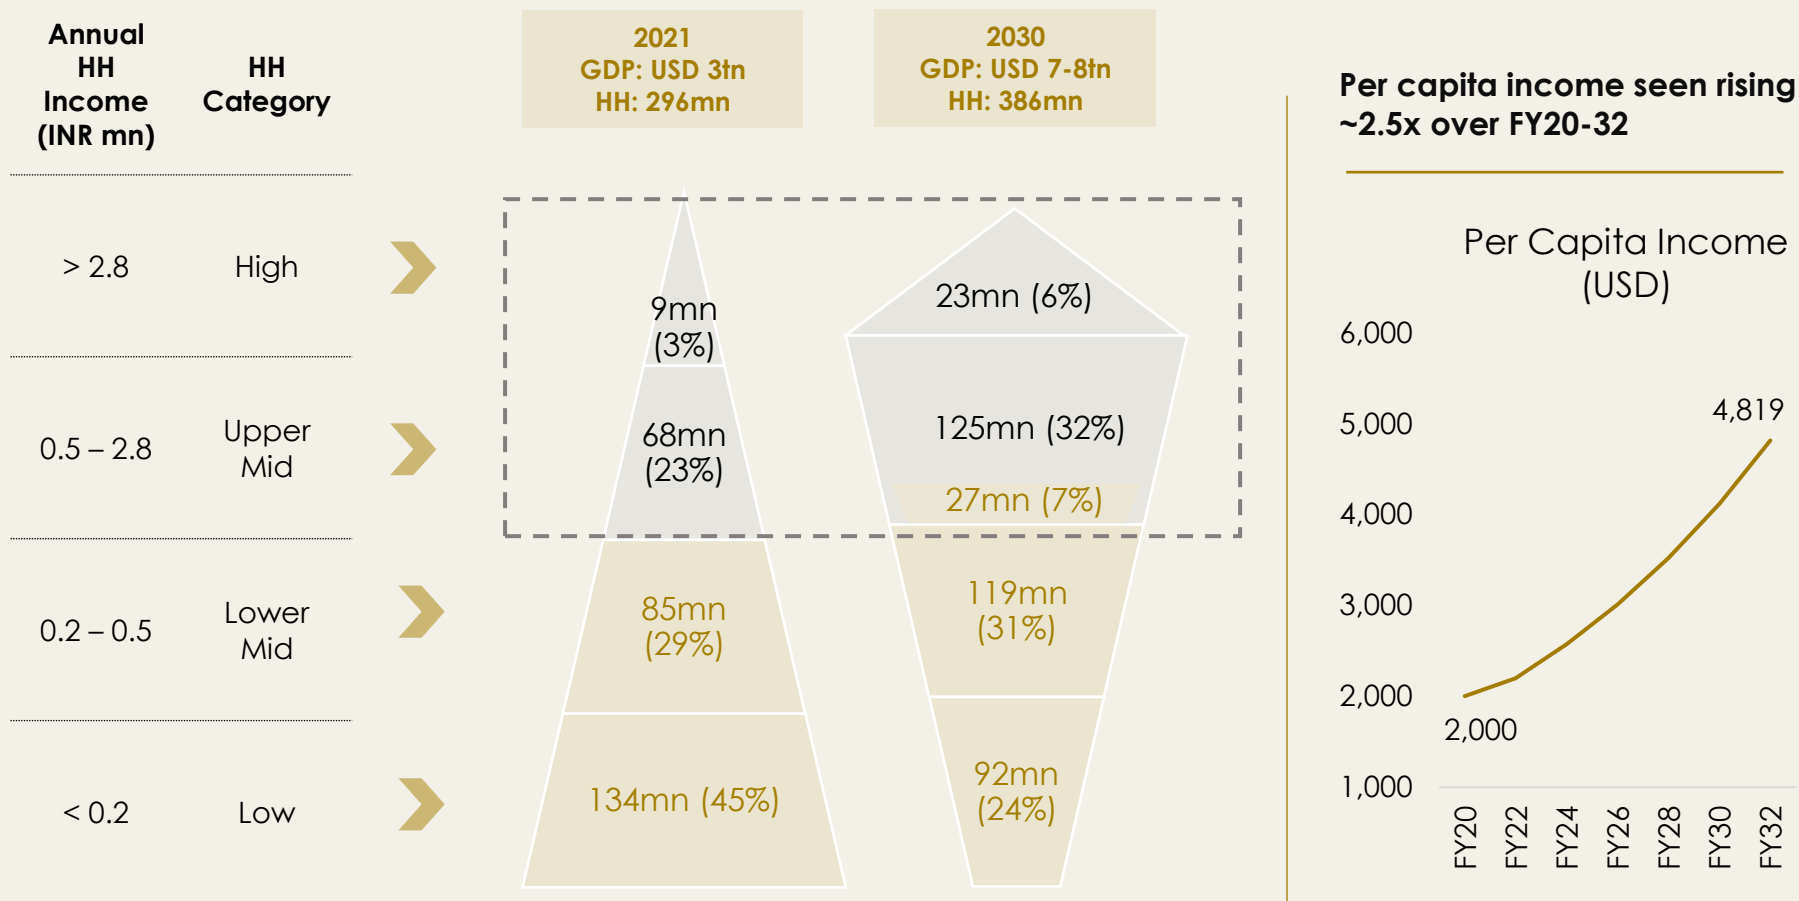 Annual
HH
Income
(INR mn)
HH
Category
2021
GDP: USD 3tn
HH: 296mn
2030
GDP: USD 7-8tn
HH: 386mn
> 2.8
High
9mn
(3%)
23mn (6%)
0.5 – 2.8
Upper
Mid
68mn
(23%)
125mn (32%)
27mn (7%)
0.2 – 0.5
Lower
Mid
85mn
(29%)
119mn
(31%)
< 0.2
Low
134mn (45%)
92mn
(24%)
Per capita income seen rising
~2.5x over FY20-32
Per Capita Income
(USD)
6,000
5,000
4,000
3,000
2,000
1,000
4,819
2,000
FY20
FY22
FY24
FY26
FY28
FY30
FY32